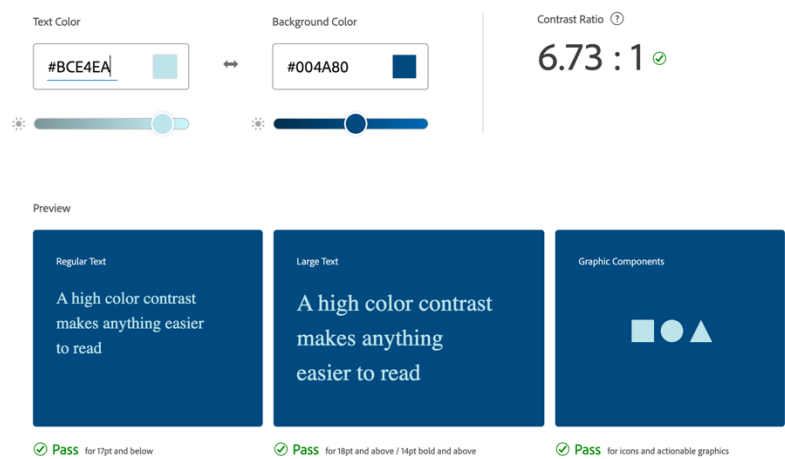 Text Color
#BCE4EA
Background Color
#004A80
Contrast Ratio ?
6.73 : 1
Preview
Regular Text
A high color contrast
makes anything easier
to read
Large Text
A high color contrast
makes anything
easier to read
Graphic Components
Pass for 17pt and below
Pass for 18pt and above / 14pt bold and above
Pass for icons and actionable graphics